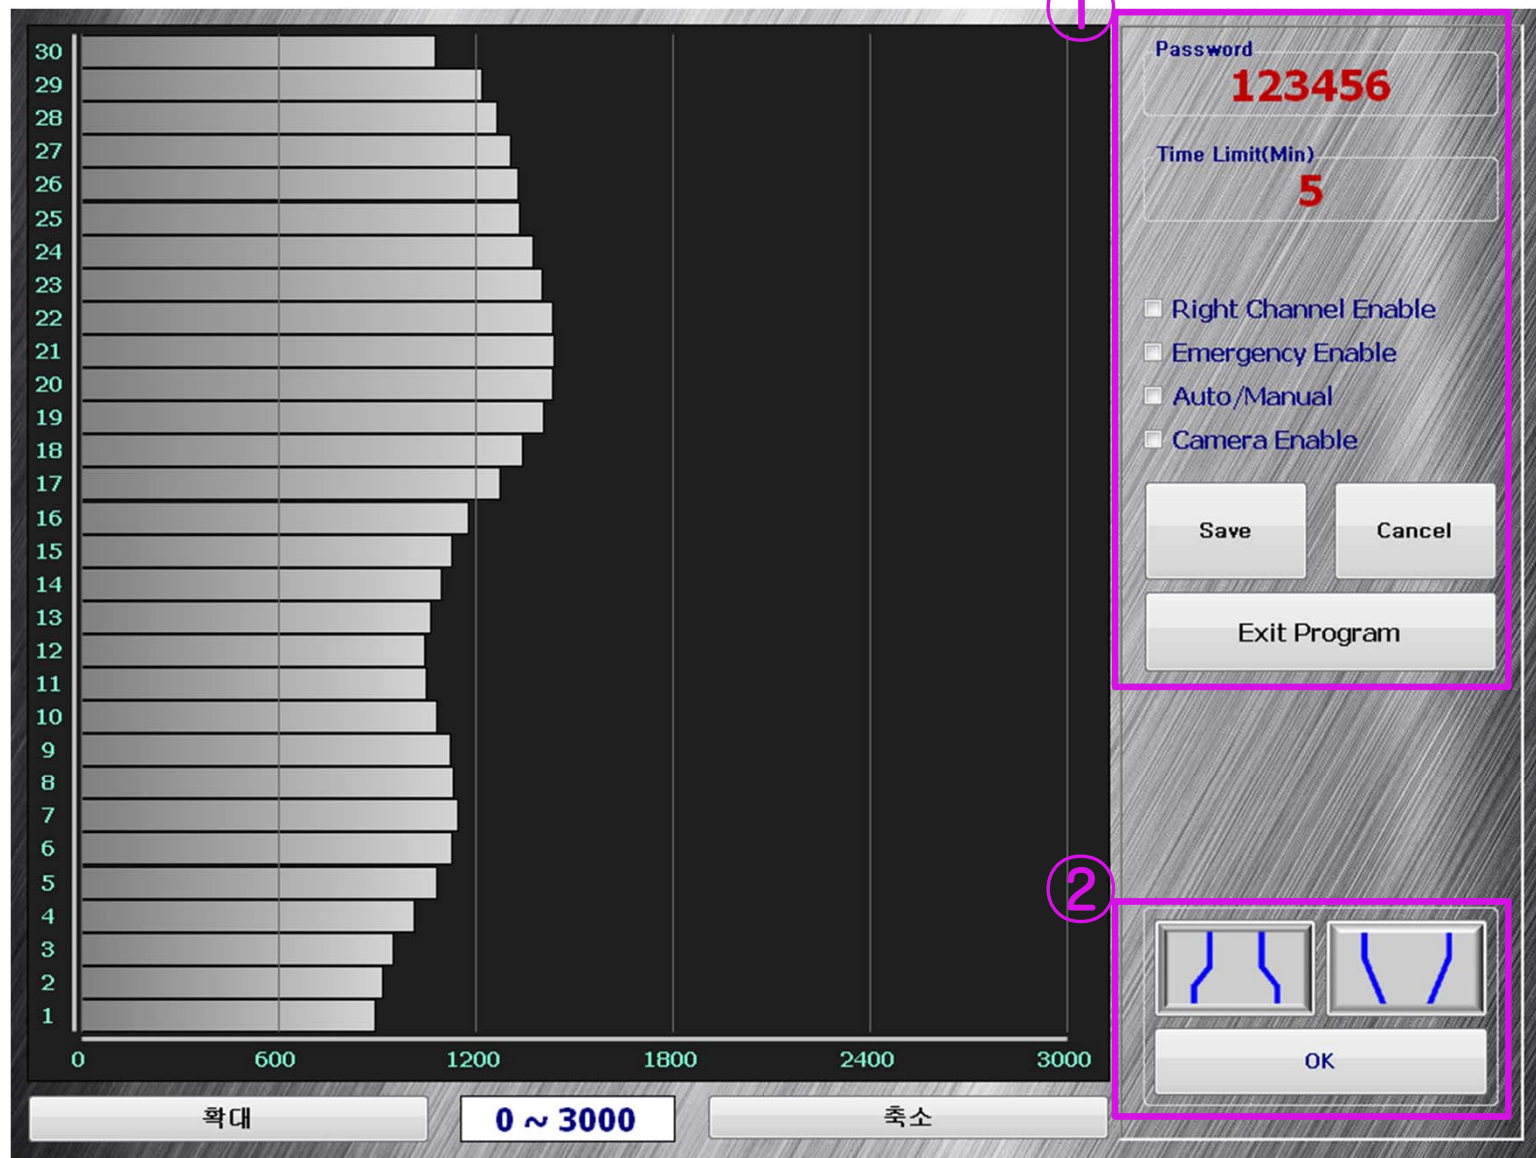 ①
30
29
28
27
26
25
24
23
22
21
20
19
18
17
16
15
14
13
12
11
10
9
8
7
6
5
4
3
2
1
0 600 1200 1800 2400 3000
확대
0 ~ 3000
축소
Password
123456
Time Limit(Min)
5
Right Channel Enable
Emergency Enable
Auto/Manual
Camera Enable
Save Cancel
Exit Program
②
OK